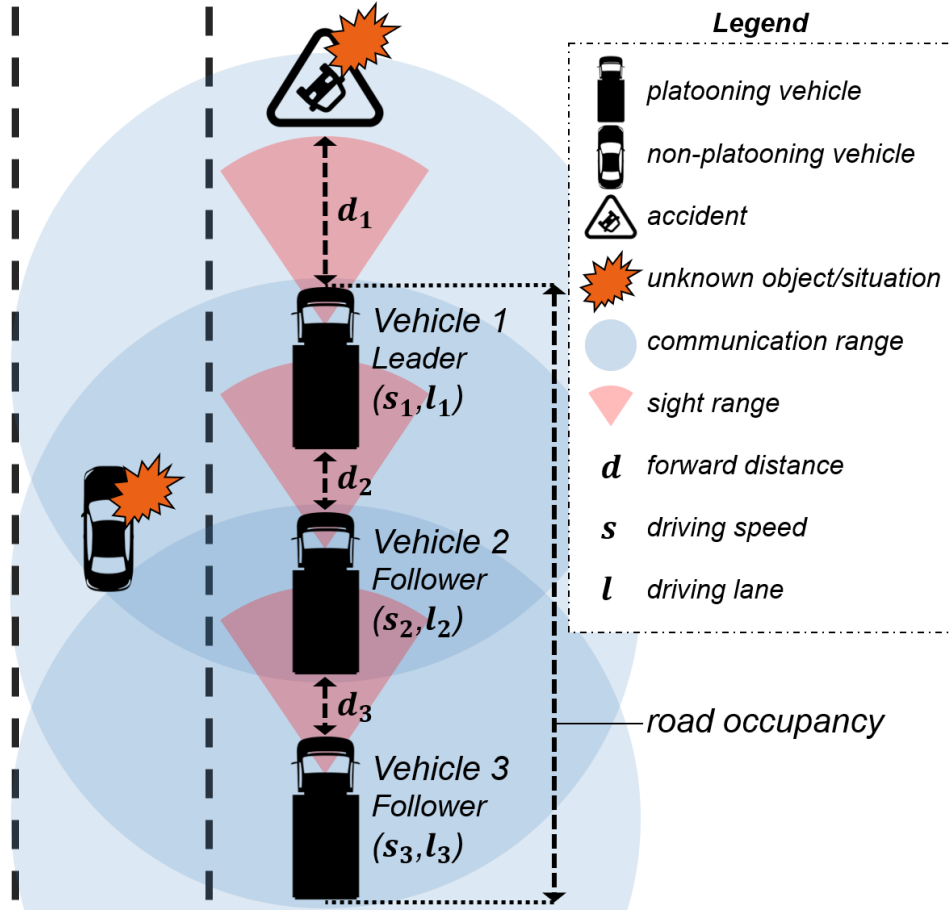 Legend
platooning vehicle
non-platooning vehicle
accident
unknown object/situation
communication range
sight range
d forward distance
s driving speed
l driving lane
d₁
Vehicle 1
Leader
(s₁,l₁)
d₂
Vehicle 2
Follower
(s₂,l₂)
d₃
road occupancy
Vehicle 3
Follower
(s₃,l₃)